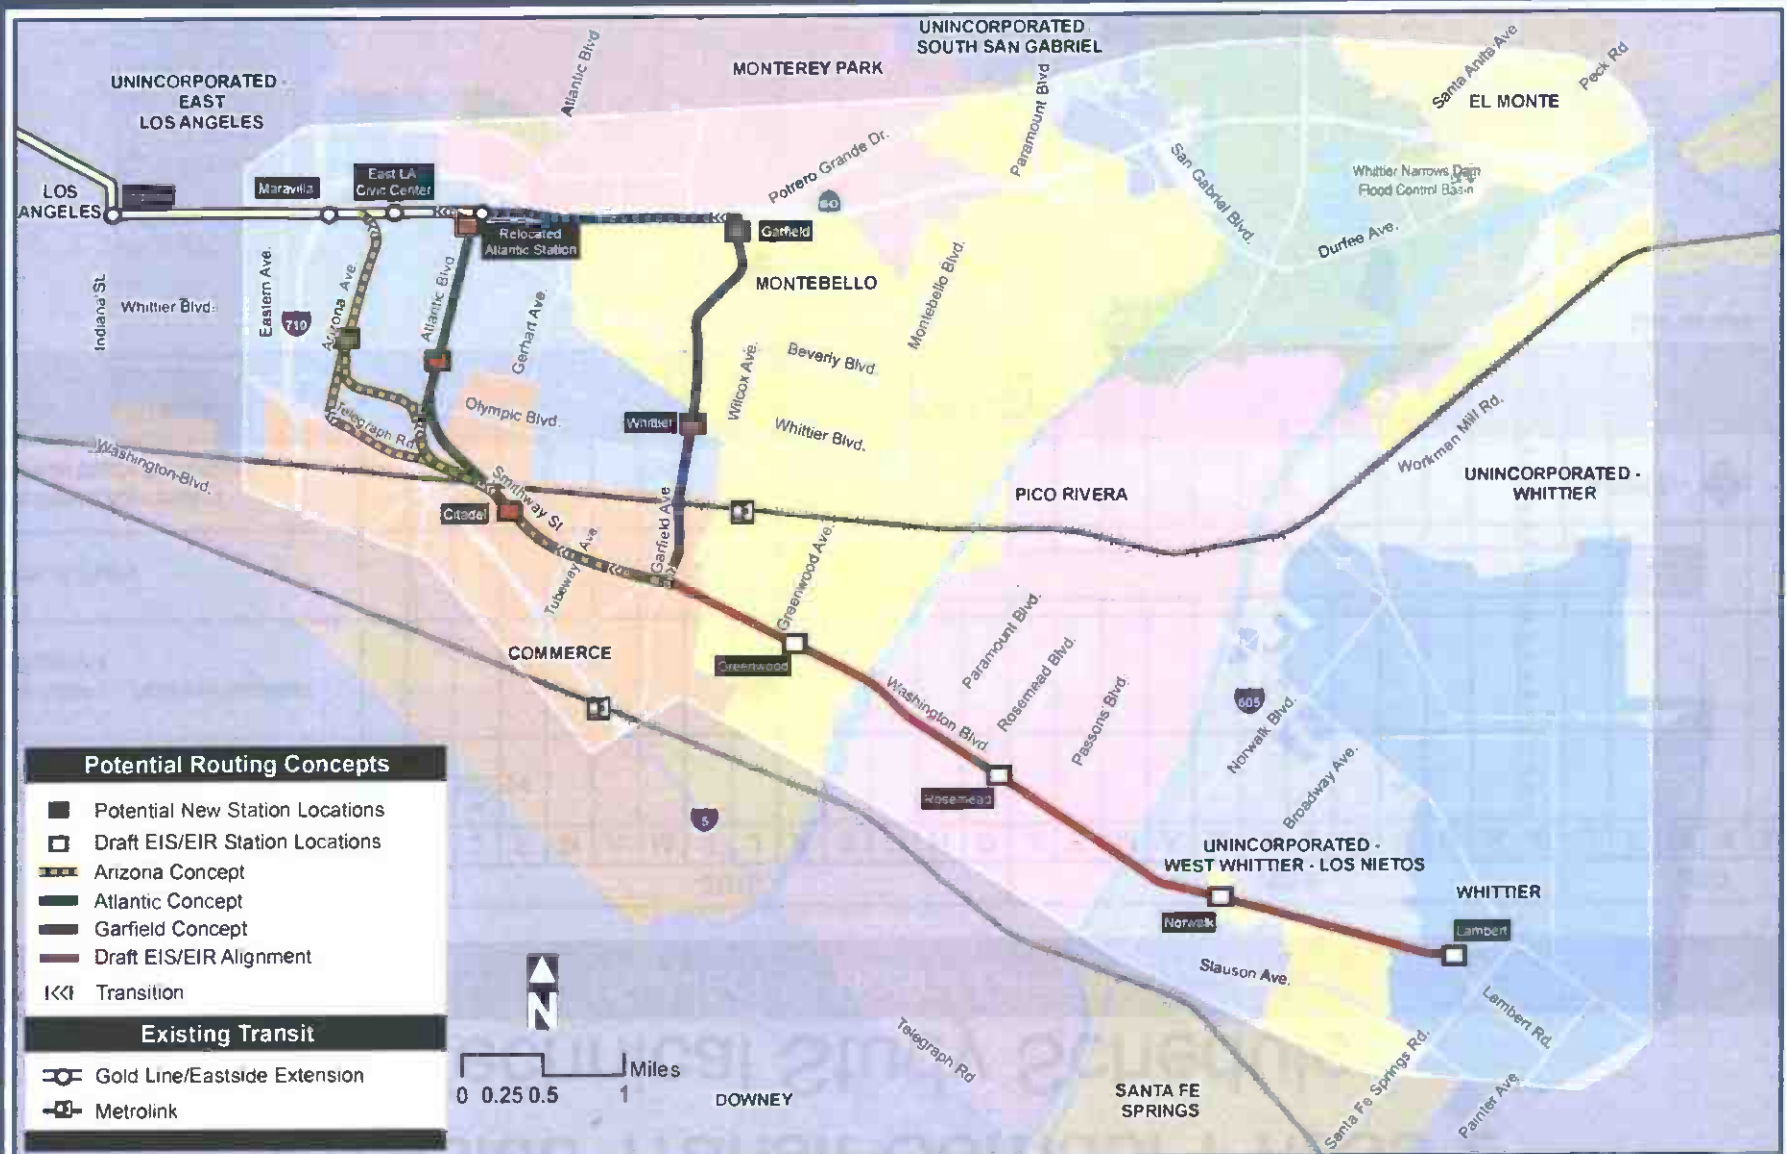 UNINCORPORATED
SOUTH SAN GABRIEL
MONTEREY PARK
UNINCORPORATED -
EAST
LOS ANGELES
Atlantic Blvd
Paramount Blvd
Santa Anita Ave
Peck Rd
EL MONTE
Potrero Grande Dr.
60
San Gabriel Blvd.
Whittier Narrows Dam
Flood Control Basin
Durfee Ave.
LOS
ANGELES
Maravilla
East LA
Civic Center
Relocated
Atlantic Station
Garfield
MONTEBELLO
Montebello Blvd.
Indiana St.
Whittier Blvd.
Eastern Ave.
710
Arizona Ave.
Atlantic Blvd
Gerhart Ave.
Wilcox Ave.
Beverly Blvd.
Whittier Blvd.
Whittier
Olympic Blvd.
Telegraph Rd
Washington Blvd.
Smithway St
Citadel
Garfield Ave
Tubeway Ave
Greenwood Ave.
PICO RIVERA
Workman Mill Rd.
UNINCORPORATED -
WHITTIER
COMMERCE
Greenwood
Washington Blvd
Paramount Blvd.
Rosemead Blvd.
Passons Blvd.
605
Norwalk Blvd.
Broadway Ave.
Rosemead
5
UNINCORPORATED -
WEST WHITTIER - LOS NIETOS
WHITTIER
Norwalk
Lambert
Slauson Ave.
Lambert Rd.
Telegraph Rd
Santa Fe Springs Rd.
Painter Ave
SANTA FE
SPRINGS
DOWNEY
Potential Routing Concepts
Potential New Station Locations
Draft EIS/EIR Station Locations
Arizona Concept
Atlantic Concept
Garfield Concept
Draft EIS/EIR Alignment
Transition
Existing Transit
Gold Line/Eastside Extension
Metrolink
N
0 0.25 0.5 1 Miles